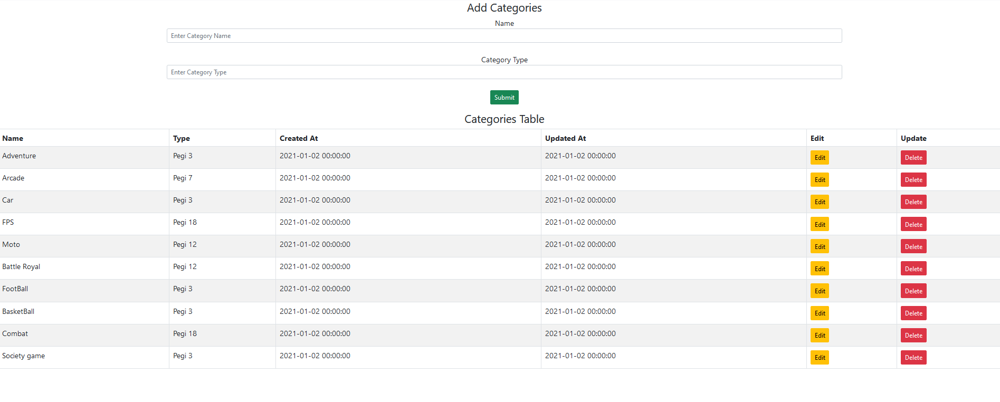 Add Categories
Name
Enter Category Name
Category Type
Enter Category Type
Submit
Categories Table
Name Type Created At Updated At Edit Update
Adventure Pegi 3 2021-01-02 00:00:00 2021-01-02 00:00:00 Edit Delete
Arcade Pegi 7 2021-01-02 00:00:00 2021-01-02 00:00:00 Edit Delete
Car Pegi 3 2021-01-02 00:00:00 2021-01-02 00:00:00 Edit Delete
FPS Pegi 18 2021-01-02 00:00:00 2021-01-02 00:00:00 Edit Delete
Moto Pegi 12 2021-01-02 00:00:00 2021-01-02 00:00:00 Edit Delete
Battle Royal Pegi 12 2021-01-02 00:00:00 2021-01-02 00:00:00 Edit Delete
FootBall Pegi 3 2021-01-02 00:00:00 2021-01-02 00:00:00 Edit Delete
BasketBall Pegi 3 2021-01-02 00:00:00 2021-01-02 00:00:00 Edit Delete
Combat Pegi 18 2021-01-02 00:00:00 2021-01-02 00:00:00 Edit Delete
Society game Pegi 3 2021-01-02 00:00:00 2021-01-02 00:00:00 Edit Delete